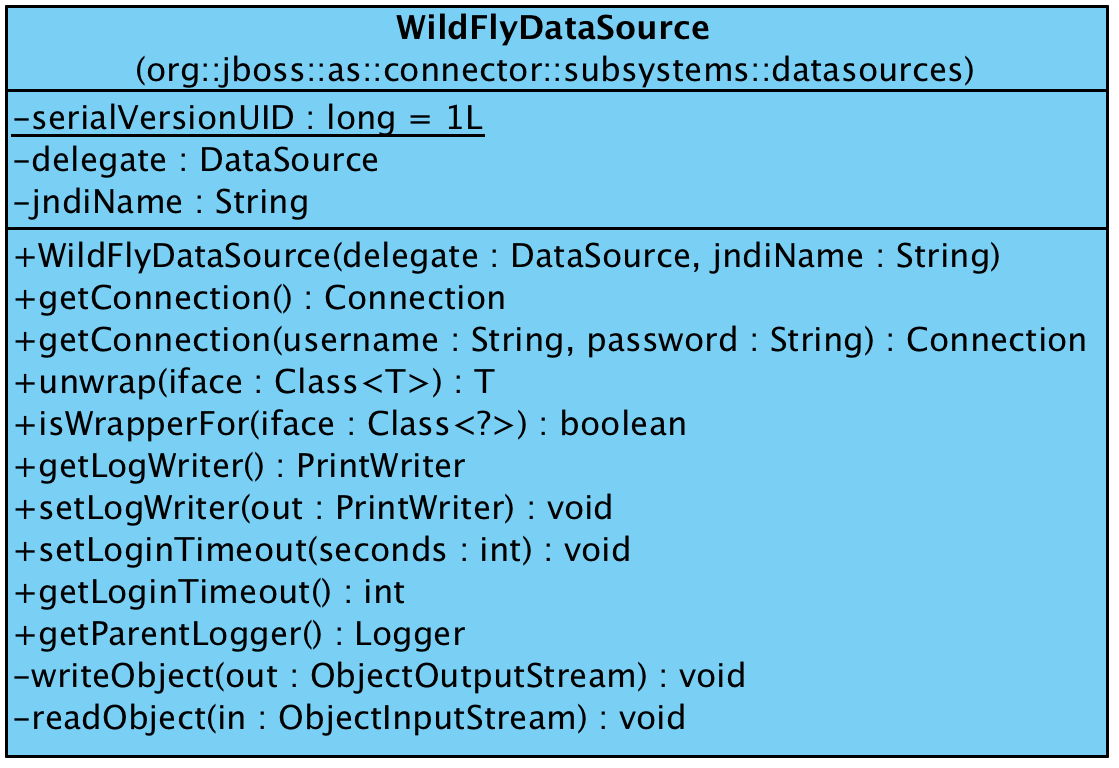 WildFlyDataSource
(org::jboss::as::connector::subsystems::datasources)
-serialVersionUID : long = 1L
-delegate : DataSource
-jndiName : String
+WildFlyDataSource(delegate : DataSource, jndiName : String)
+getConnection() : Connection
+getConnection(username : String, password : String) : Connection
+unwrap(iface : Class<T>) : T
+isWrapperFor(iface : Class<?>) : boolean
+getLogWriter() : PrintWriter
+setLogWriter(out : PrintWriter) : void
+setLoginTimeout(seconds : int) : void
+getLoginTimeout() : int
+getParentLogger() : Logger
-writeObject(out : ObjectOutputStream) : void
-readObject(in : ObjectInputStream) : void